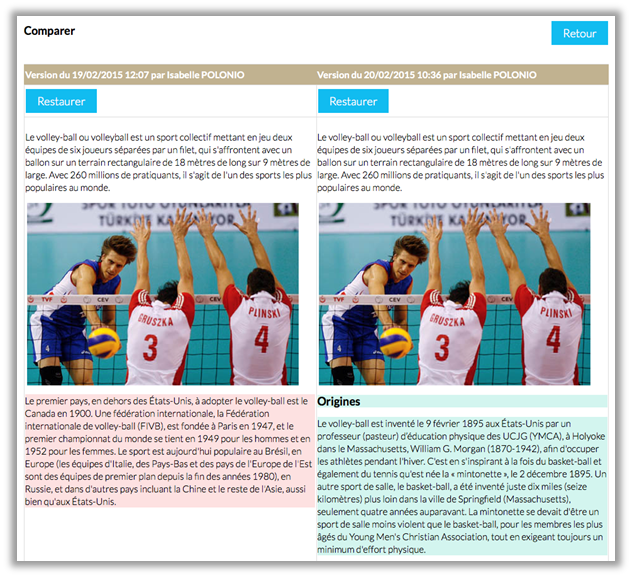 Comparer
Retour
Version du 19/02/2015 12:07 par Isabelle POLONIO
Version du 20/02/2015 10:36 par Isabelle POLONIO
Restaurer
Restaurer
Le volley-ball ou volleyball est un sport collectif mettant en jeu deux
équipes de six joueurs séparées par un filet, qui s'affrontent avec un
ballon sur un terrain rectangulaire de 18 mètres de long sur 9 mètres de
large. Avec 260 millions de pratiquants, il s'agit de l'un des sports les plus
populaires au monde.
Le volley-ball ou volleyball est un sport collectif mettant en jeu deux
équipes de six joueurs séparées par un filet, qui s'affrontent avec un
ballon sur un terrain rectangulaire de 18 mètres de long sur 9 mètres de
large. Avec 260 millions de pratiquants, il s'agit de l'un des sports les plus
populaires au monde.
SPOR TOTO
TÜRKİYE
TVF
CEV
GRUSZKA
3
PLINSKI
4
SPOR TOTO
TÜRKİYE
TVF
CEV
GRUSZKA
3
PLINSKI
4
Le premier pays, en dehors des États-Unis, à adopter le volley-ball est le
Canada en 1900. Une fédération internationale, la Fédération
internationale de volley-ball (FIVB), est fondée à Paris en 1947, et le
premier championnat du monde se tient en 1949 pour les hommes et en
1952 pour les femmes. Le sport est aujourd'hui populaire au Brésil, en
Europe (les équipes d'Italie, des Pays-Bas et des pays de l'Europe de l'Est
sont des équipes de premier plan depuis la fin des années 1980), en
Russie, et dans d'autres pays incluant la Chine et le reste de l'Asie, aussi
bien qu'aux États-Unis.
Origines
Le volley-ball est inventé le 9 février 1895 aux États-Unis par un
professeur (pasteur) d'éducation physique des UCJG (YMCA), à Holyoke
dans le Massachusetts, William G. Morgan (1870-1942), afin d'occuper
les athlètes pendant l'hiver. C'est en s'inspirant à la fois du basket-ball et
également du tennis qu'est née la « mintonette », le 2 décembre 1895. Un
autre sport de salle, le basket-ball, a été inventé juste dix miles (seize
kilomètres) plus loin dans la ville de Springfield (Massachusetts),
seulement quatre années auparavant. La mintonette se devait d'être un
sport de salle moins violent que le basket-ball, pour les membres les plus
âgés du Young Men's Christian Association, tout en exigeant toujours un
minimum d'effort physique.